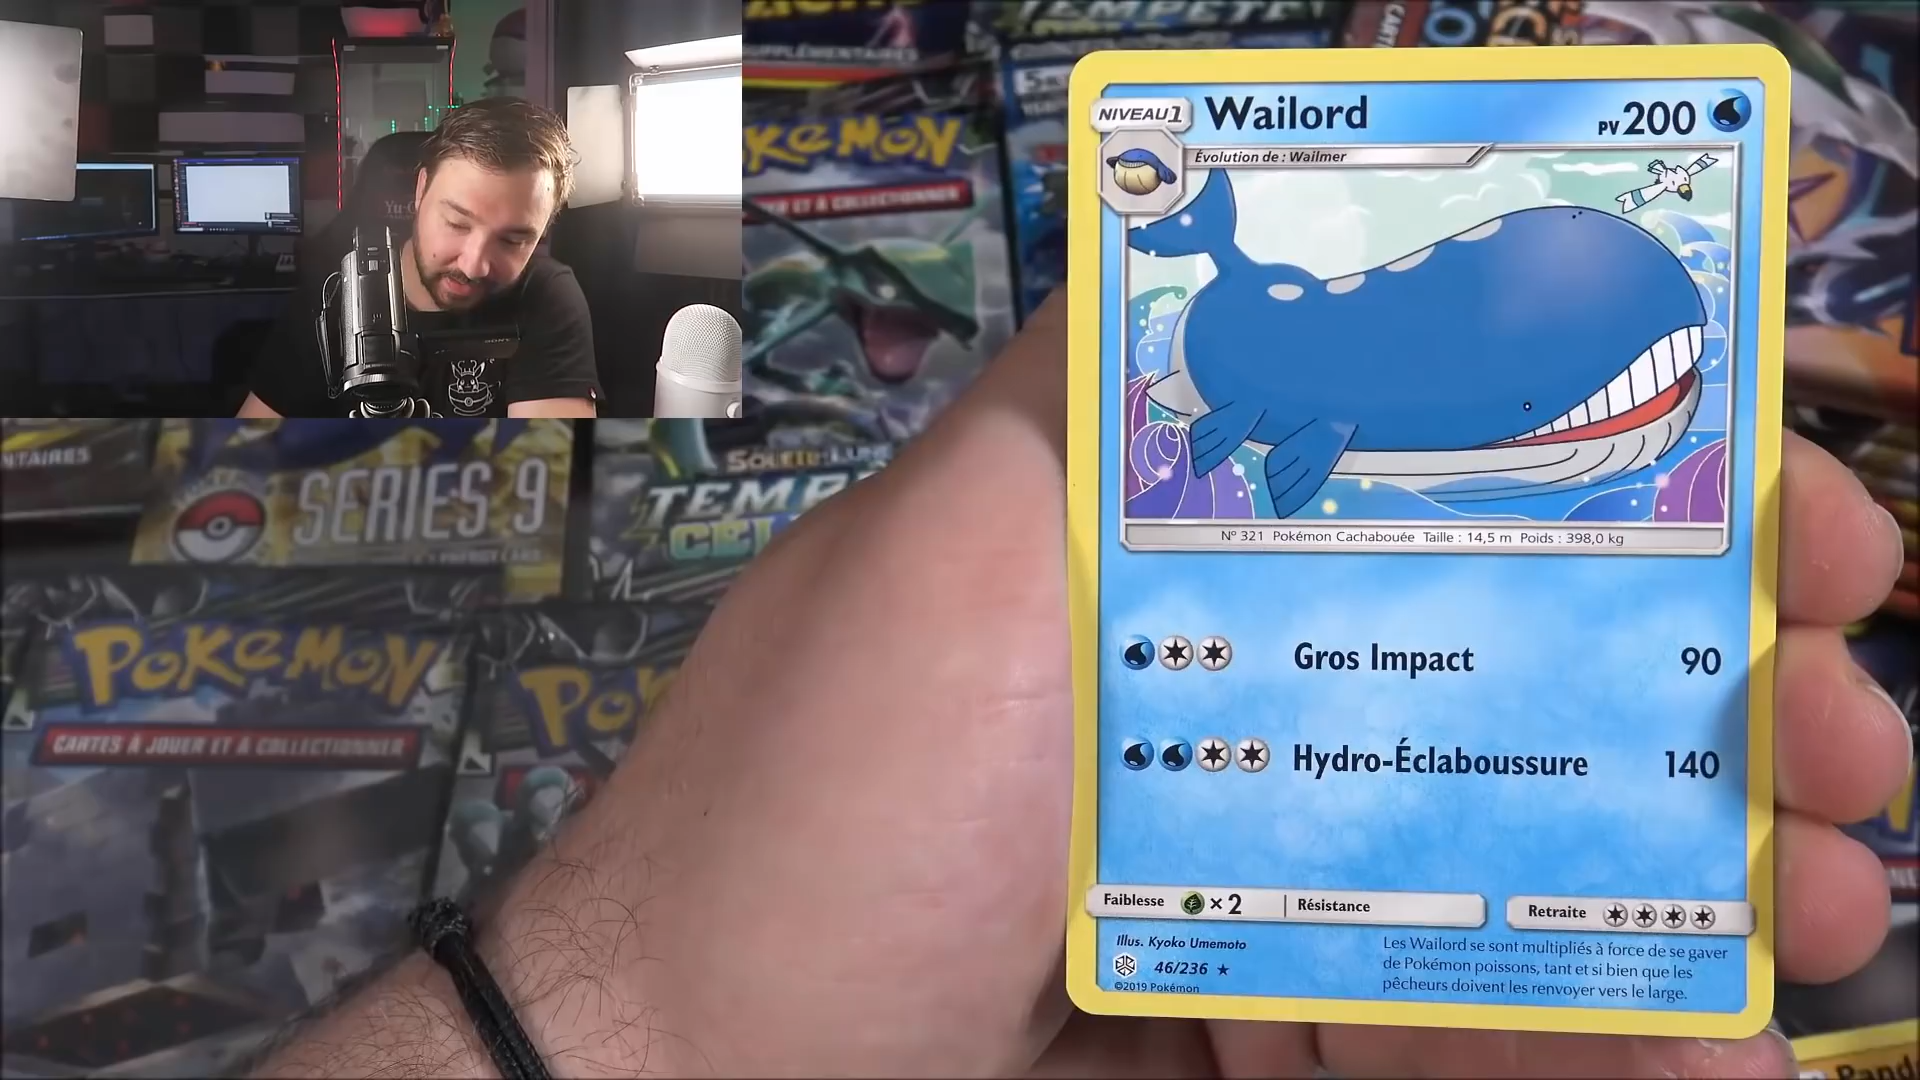 SUPPLÉMENTAIRES
TEMPÊTE
POKÉMON
NIVEAU 1
Wailord
PV 200
Évolution de : Wailmer
N° 321 Pokémon Cachabouée Taille : 14,5 m Poids : 398,0 kg
SERIES 9
SOLEIL
POKÉMON
CARTES À JOUER ET À COLLECTIONNER
Gros Impact 90
Hydro-Éclaboussure 140
Faiblesse × 2
Résistance
Retraite
Illus. Kyoko Umemoto
46/236
©2019 Pokémon
Les Wailord se sont multipliés à force de se gaver
de Pokémon poissons, tant et si bien que les
pêcheurs doivent les renvoyer vers le large.